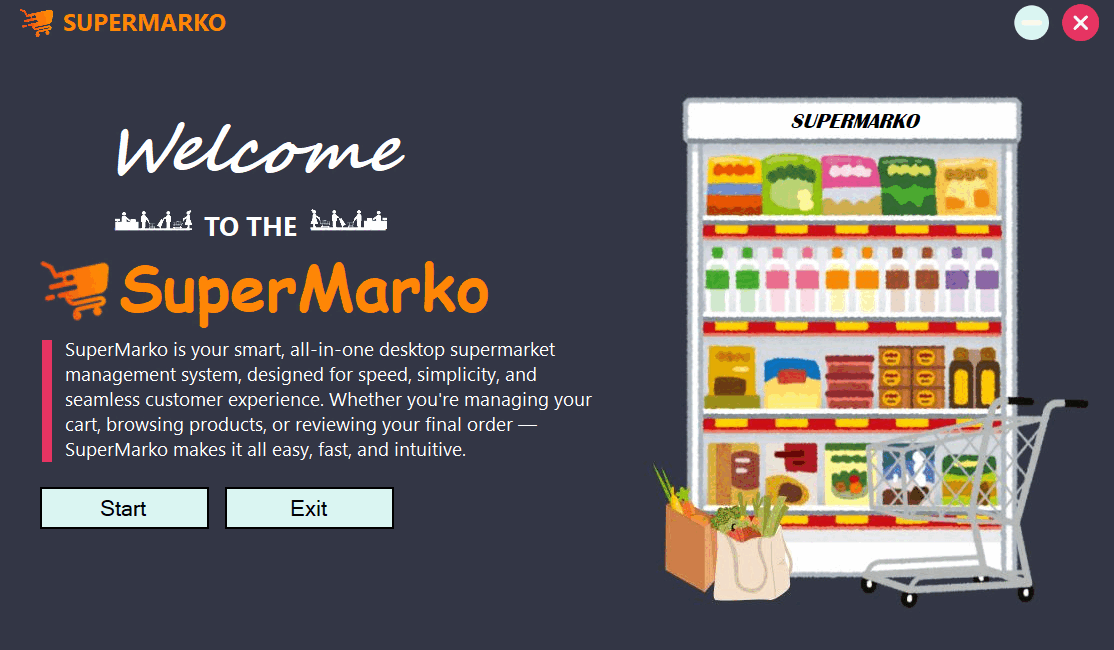 SUPERMARKO
Welcome
TO THE
SuperMarko
SuperMarko is your smart, all-in-one desktop supermarket
management system, designed for speed, simplicity, and
seamless customer experience. Whether you're managing your
cart, browsing products, or reviewing your final order —
SuperMarko makes it all easy, fast, and intuitive.
Start
Exit
SUPERMARKO